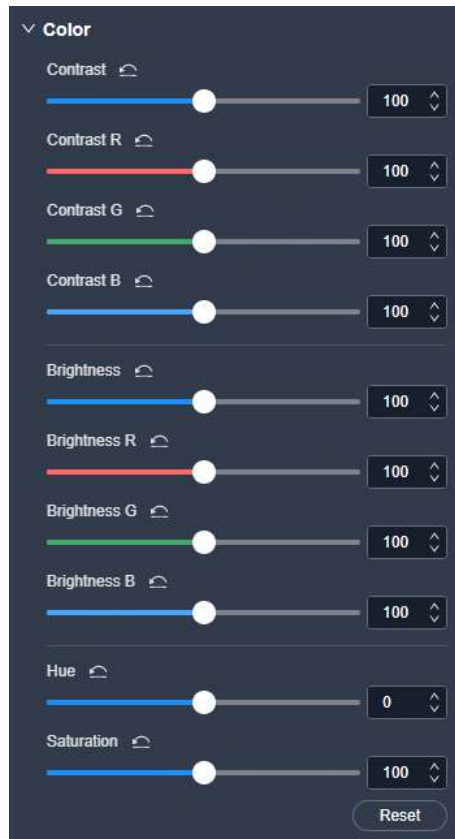 Color
Contrast
100
Contrast R
100
Contrast G
100
Contrast B
100
Brightness
100
Brightness R
100
Brightness G
100
Brightness B
100
Hue
0
Saturation
100
Reset